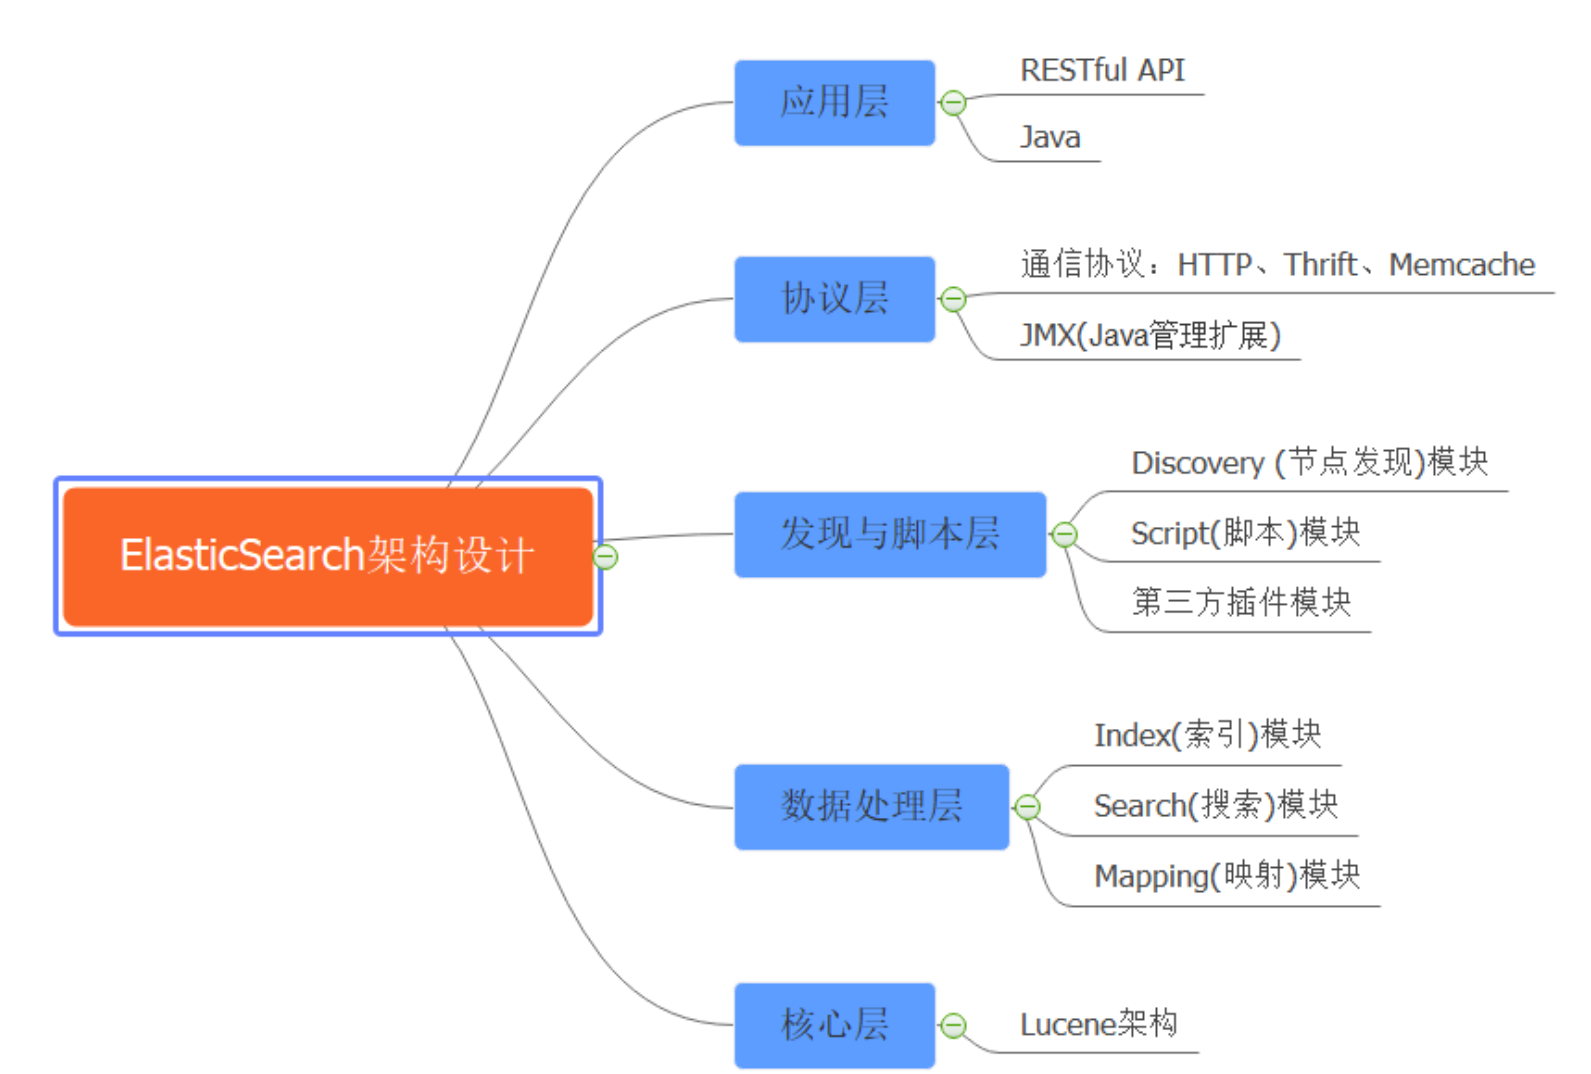 ElasticSearch架构设计
应用层
RESTful API
Java
协议层
通信协议：HTTP、Thrift、Memcache
JMX(Java管理扩展)
发现与脚本层
Discovery (节点发现)模块
Script(脚本)模块
第三方插件模块
数据处理层
Index(索引)模块
Search(搜索)模块
Mapping(映射)模块
核心层
Lucene架构